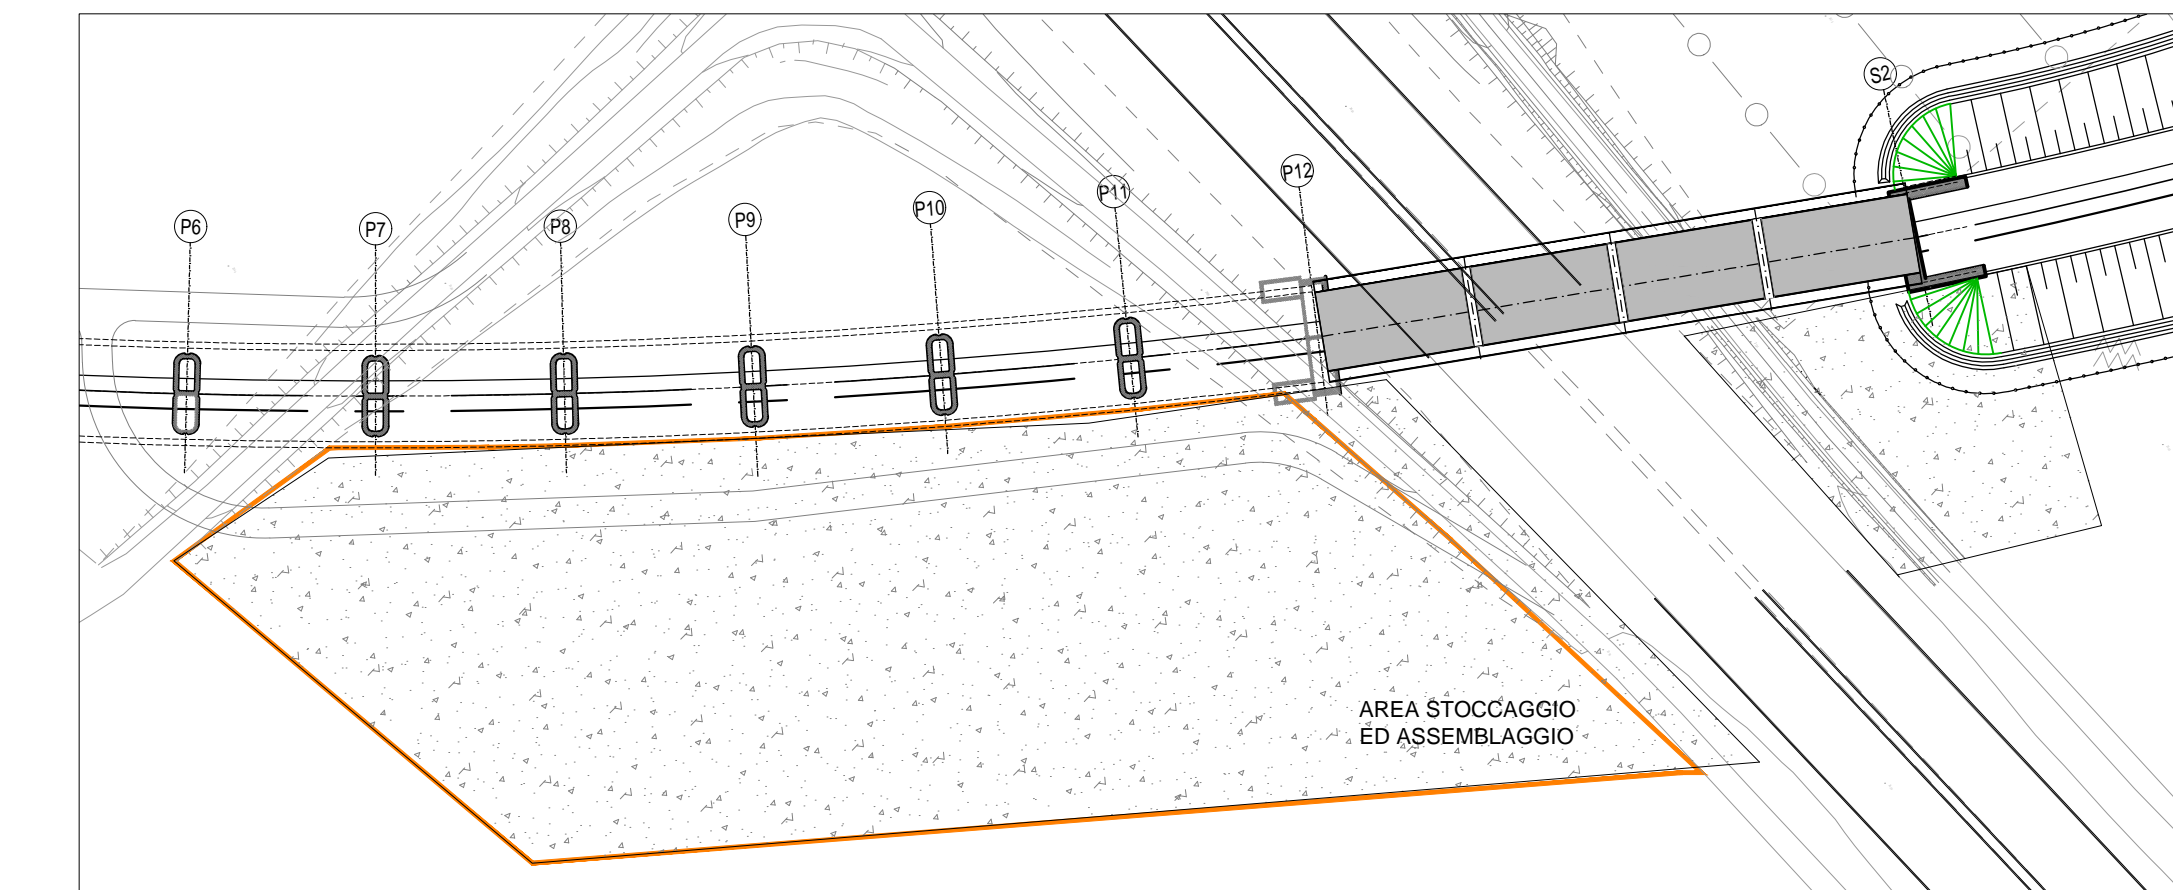 S2
P12
P11
P10
P9
P8
P7
P6
AREA STOCCAGGIO
ED ASSEMBLAGGIO